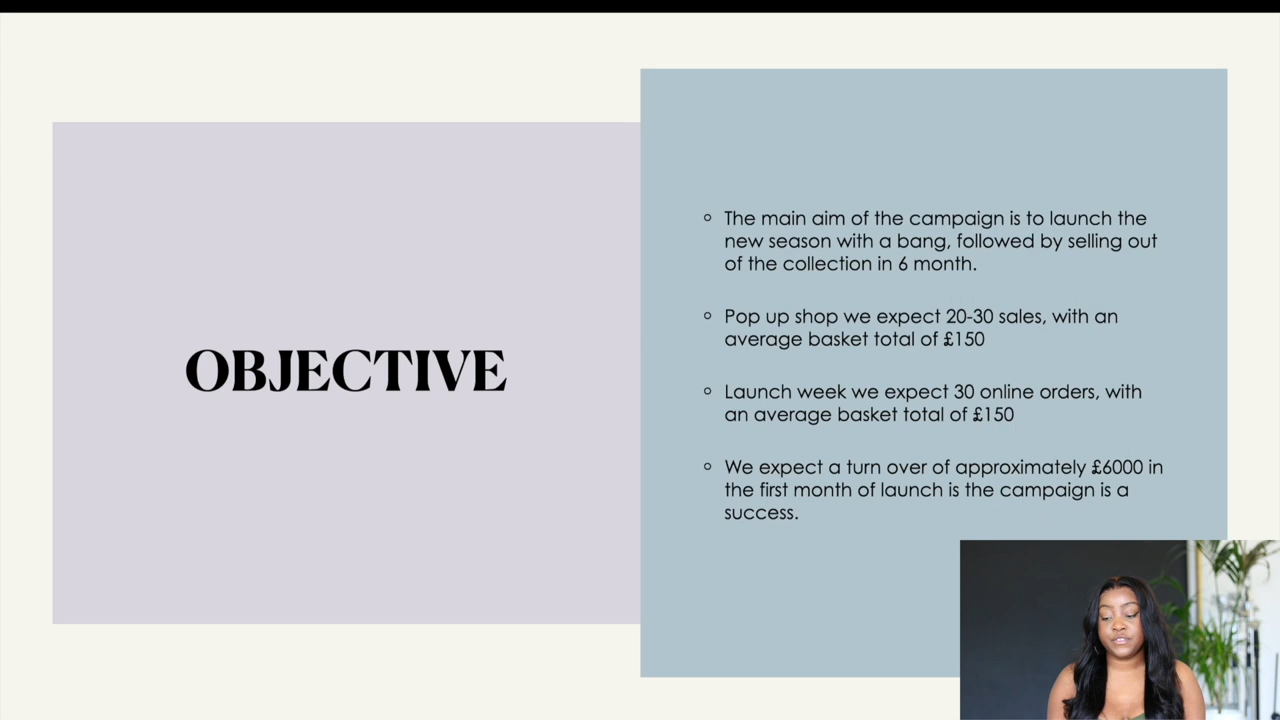 OBJECTIVE
The main aim of the campaign is to launch the
new season with a bang, followed by selling out
of the collection in 6 month.
Pop up shop we expect 20-30 sales, with an
average basket total of £150
Launch week we expect 30 online orders, with
an average basket total of £150
We expect a turn over of approximately £6000 in
the first month of launch is the campaign is a
success.